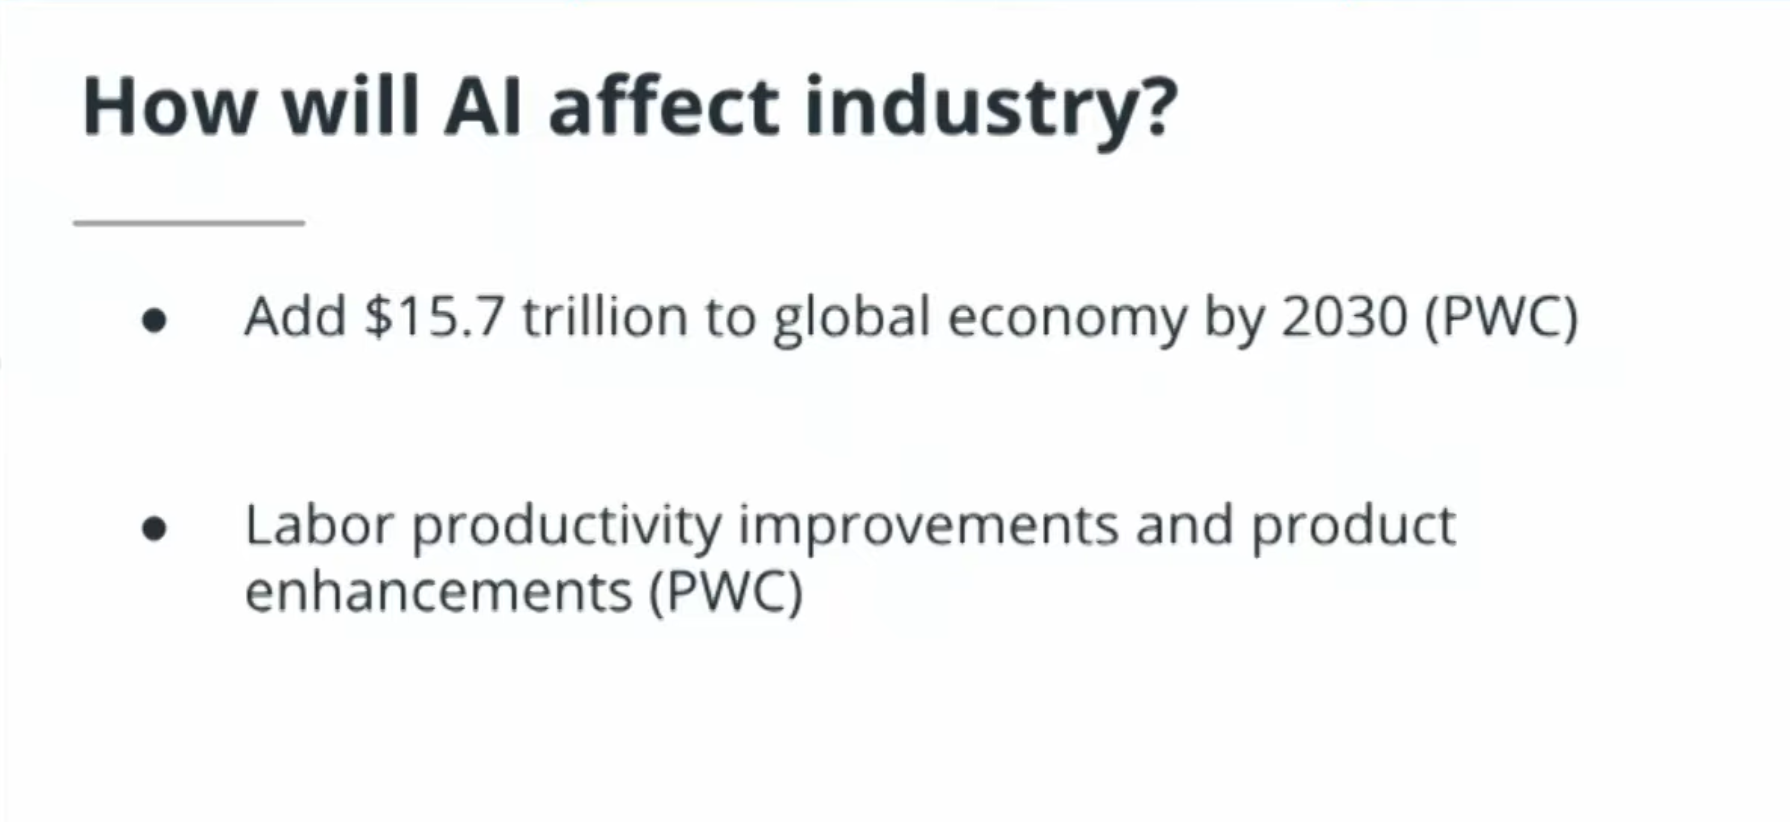 How will AI affect industry?
● Add $15.7 trillion to global economy by 2030 (PWC)
● Labor productivity improvements and product
enhancements (PWC)